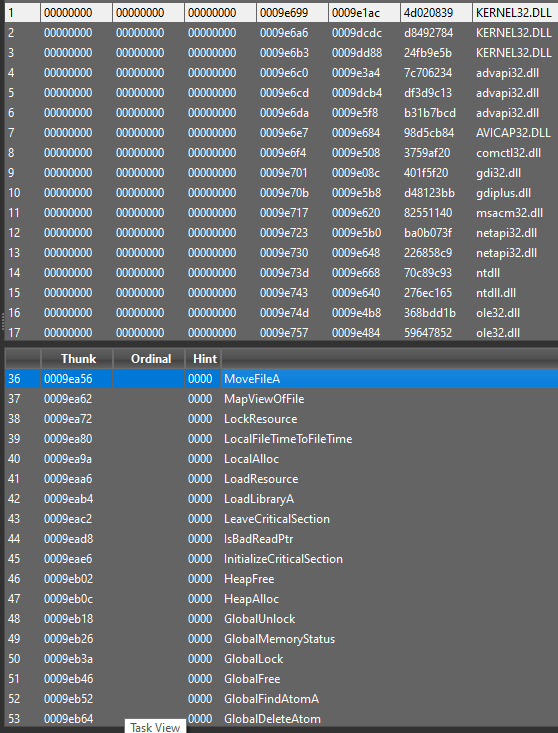 1 00000000 00000000 00000000 0009e699 0009e1ac 4d020839 KERNEL32.DLL
2 00000000 00000000 00000000 0009e6a6 0009dcdc d8492784 KERNEL32.DLL
3 00000000 00000000 00000000 0009e6b3 0009dd88 24fb9e5b KERNEL32.DLL
4 00000000 00000000 00000000 0009e6c0 0009e3a4 7c706234 advapi32.dll
5 00000000 00000000 00000000 0009e6cd 0009dcb4 df3d9c13 advapi32.dll
6 00000000 00000000 00000000 0009e6da 0009e5f8 b31b7bcd advapi32.dll
7 00000000 00000000 00000000 0009e6e7 0009e684 98d5cb84 AVICAP32.DLL
8 00000000 00000000 00000000 0009e6f4 0009e508 3759af20 comctl32.dll
9 00000000 00000000 00000000 0009e701 0009e08c 401f5f20 gdi32.dll
10 00000000 00000000 00000000 0009e70b 0009e5b8 d48123bb gdiplus.dll
11 00000000 00000000 00000000 0009e717 0009e620 82551140 msacm32.dll
12 00000000 00000000 00000000 0009e723 0009e5b0 ba0b073f netapi32.dll
13 00000000 00000000 00000000 0009e730 0009e648 226858c9 netapi32.dll
14 00000000 00000000 00000000 0009e73d 0009e668 70c89c93 ntdll
15 00000000 00000000 00000000 0009e743 0009e640 276ec165 ntdll.dll
16 00000000 00000000 00000000 0009e74d 0009e4b8 368bdd1b ole32.dll
17 00000000 00000000 00000000 0009e757 0009e484 59647852 ole32.dll
Thunk Ordinal Hint
36 0009ea56 0000 MoveFileA
37 0009ea62 0000 MapViewOfFile
38 0009ea72 0000 LockResource
39 0009ea80 0000 LocalFileTimeToFileTime
40 0009ea9a 0000 LocalAlloc
41 0009eaa6 0000 LoadResource
42 0009eab4 0000 LoadLibraryA
43 0009eac2 0000 LeaveCriticalSection
44 0009ead8 0000 IsBadReadPtr
45 0009eae6 0000 InitializeCriticalSection
46 0009eb02 0000 HeapFree
47 0009eb0c 0000 HeapAlloc
48 0009eb18 0000 GlobalUnlock
49 0009eb26 0000 GlobalMemoryStatus
50 0009eb3a 0000 GlobalLock
51 0009eb46 0000 GlobalFree
52 0009eb52 0000 GlobalFindAtomA
53 0009eb64 0000 GlobalDeleteAtom
Task View